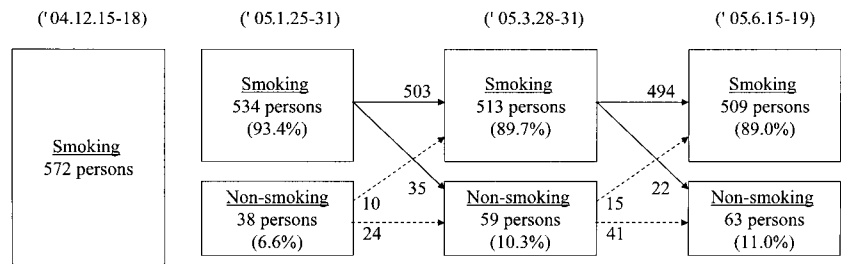 ('04.12.15-18)
('05.1.25-31)
('05.3.28-31)
('05.6.15-19)
Smoking
572 persons
Smoking
534 persons
(93.4%)
503
Smoking
513 persons
(89.7%)
494
Smoking
509 persons
(89.0%)
Non-smoking
38 persons
(6.6%)
10
35
24
Non-smoking
59 persons
(10.3%)
15
22
41
Non-smoking
63 persons
(11.0%)